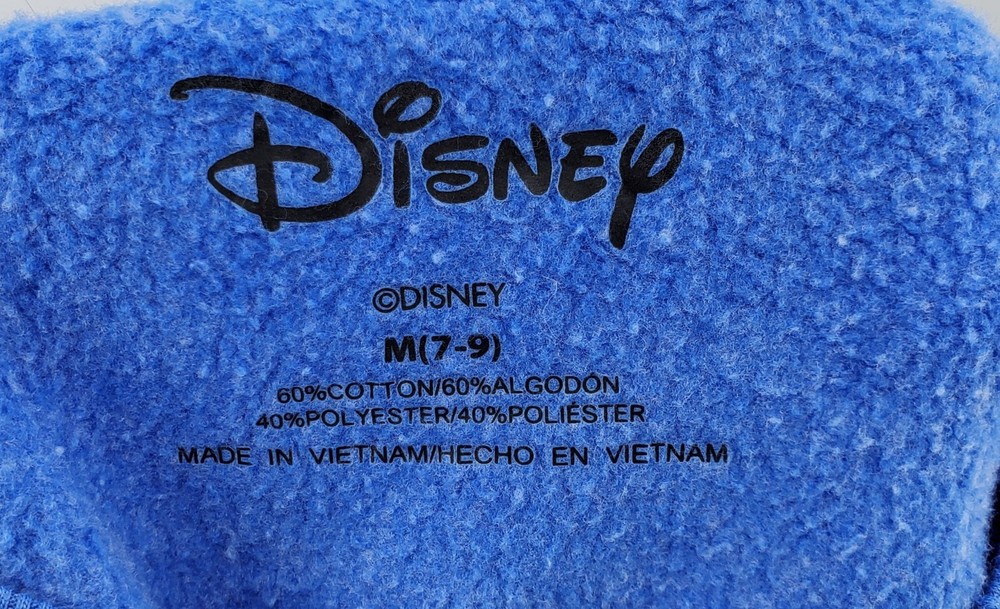 Disney
©DISNEY
M(7-9)
60%COTTON/60%ALGODÓN
40%POLYESTER/40%POLIÉSTER
MADE IN VIETNAM/HECHO EN VIETNAM